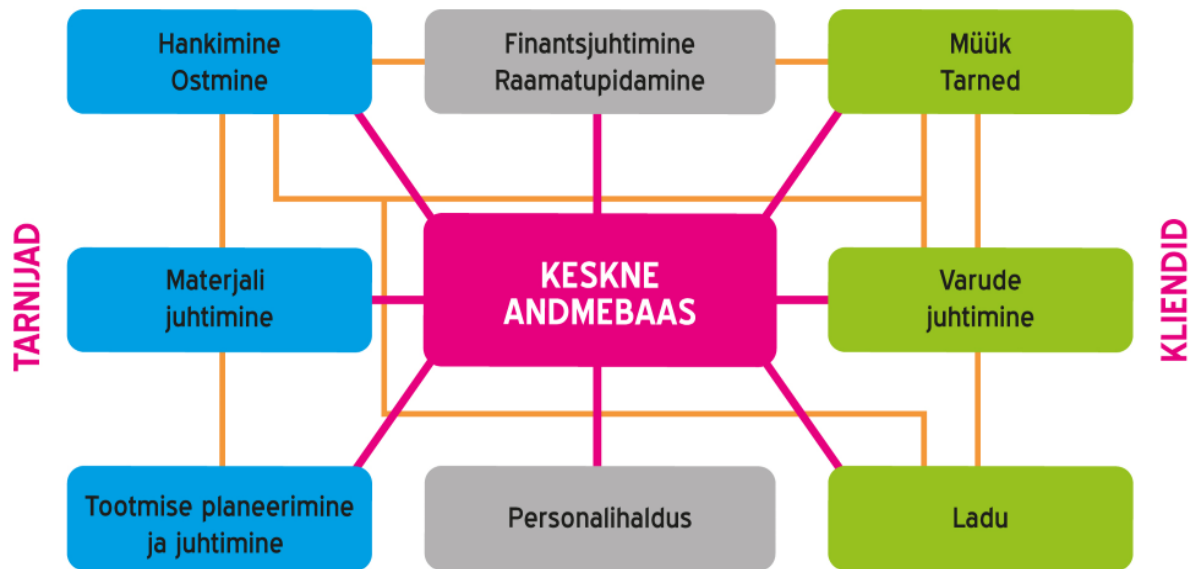 Hankimine
Ostmine
Finantsjuhtimine
Raamatupidamine
Müük
Tarned
TARNIJAD
Materjali
juhtimine
KESKNE
ANDMEBAAS
Varude
juhtimine
KLIENDID
Tootmise planeerimine
ja juhtimine
Personalihaldus
Ladu